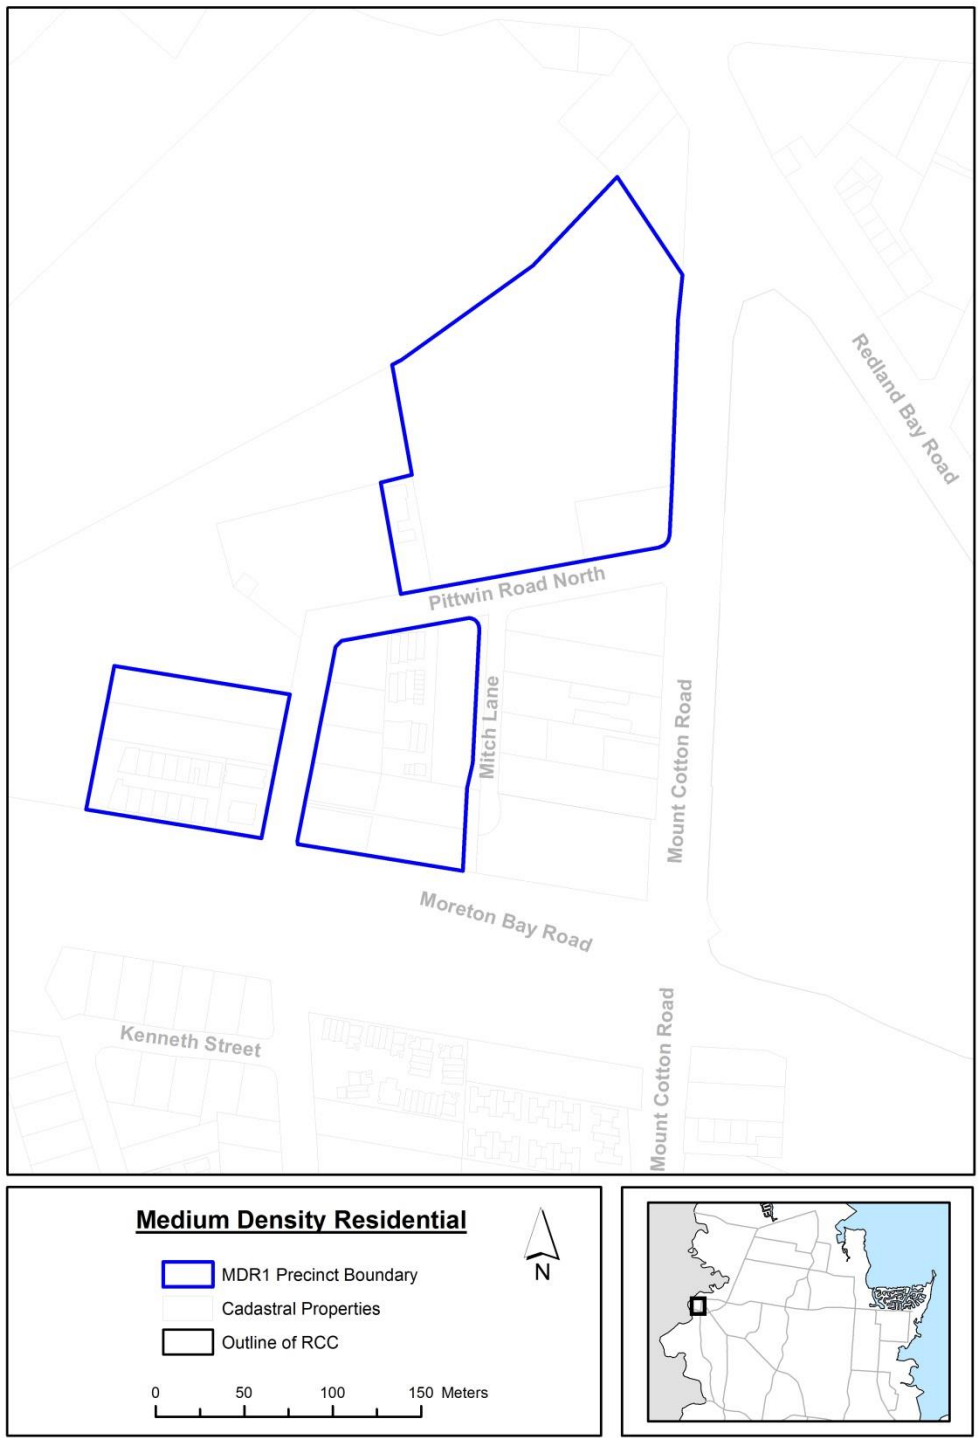 Redland Bay Road
Pittwin Road North
Mitch Lane
Mount Cotton Road
Moreton Bay Road
Kenneth Street
Mount Cotton Road
Medium Density Residential
MDR1 Precinct Boundary
Cadastral Properties
Outline of RCC
N
0 50 100 150 Meters